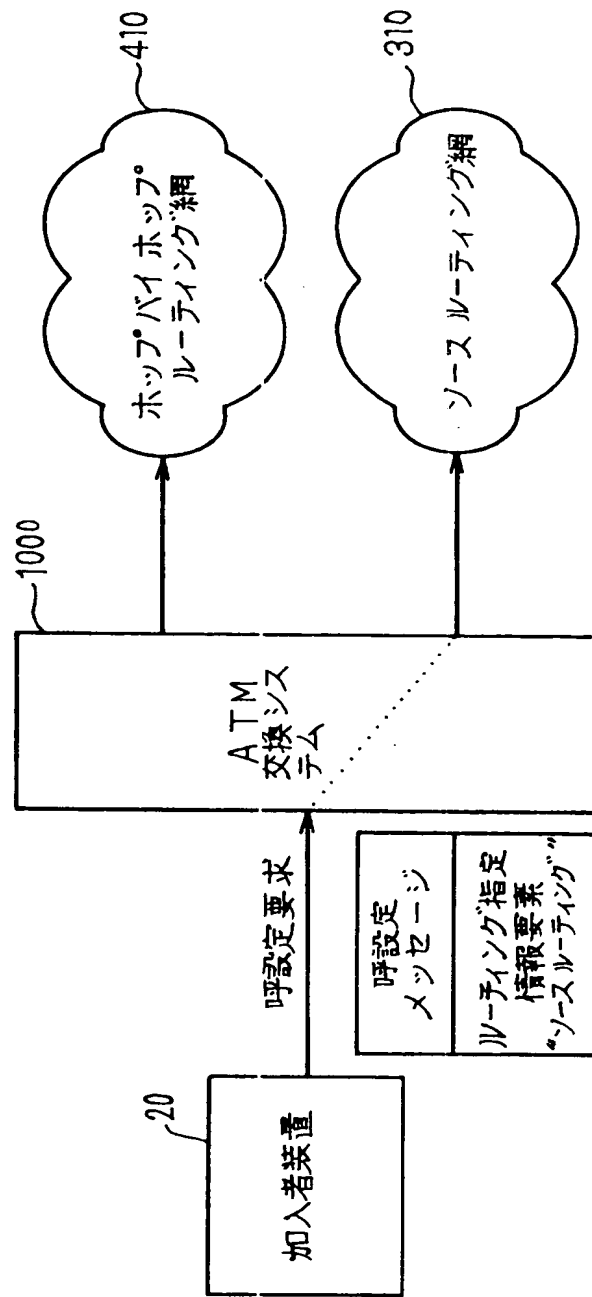 20
加入者装置
呼設定要求
呼設定
メッセージ
ルーティング指定
情報要素
“ソースルーティング”
1000
ATM
交換シス
テム
410
ホップバイホップ
ルーティング網
310
ソースルーティング網